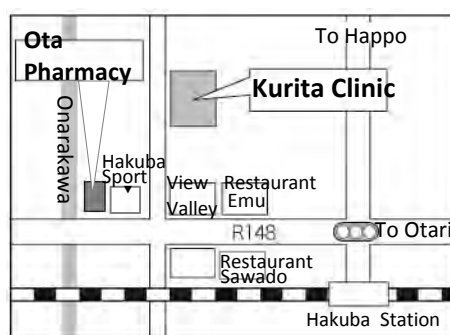 Ota
Pharmacy
To Happo
Kurita Clinic
Onarakawa
Hakuba
Sport
View
Valley
Restaurant
Emu
R148
To Otari
Restaurant
Sawado
Hakuba Station